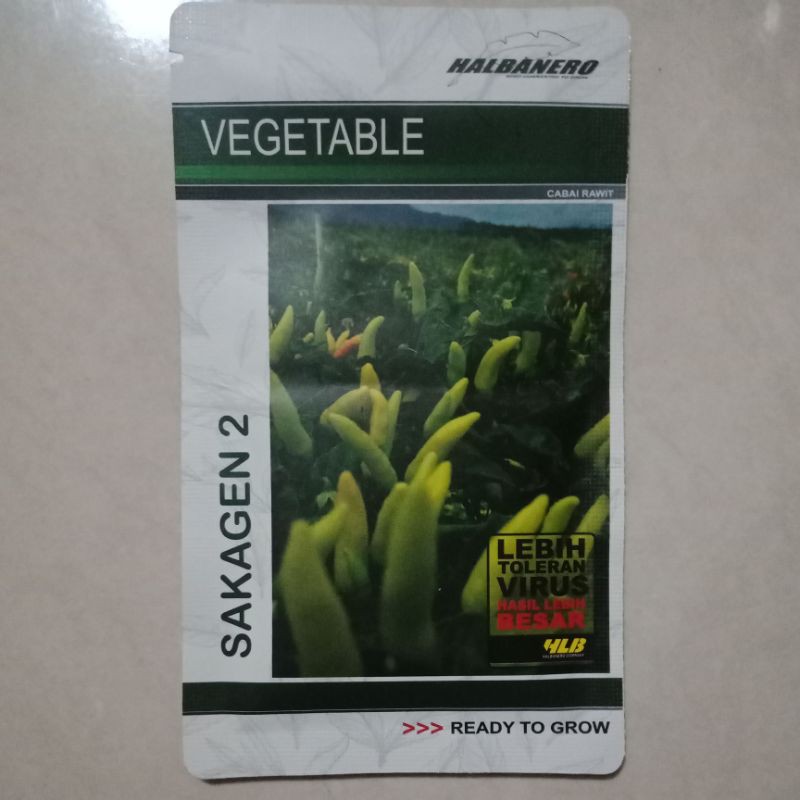 HALBANERO
VEGETABLE
CABAI RAWIT
SAKAGEN 2
LEBIH
TOLERAN
VIRUS
HASIL LEBIH
BESAR
HLB
>>> READY TO GROW